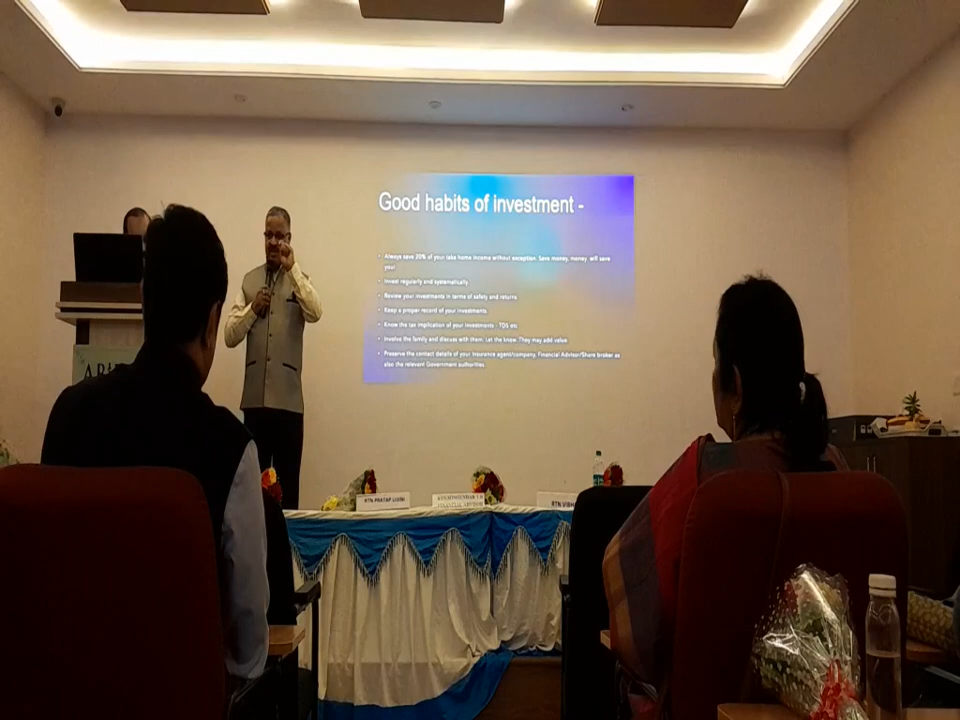 Good habits of investment -
• Always save 20% of your take home income without exception. Save money, money will save
you!
• Invest regularly and systematically
• Review your investments in terms of safety and returns
• Keep a proper record of your investments
• Know the tax implication of your investments - TDS etc
• Involve the family and discuss with them. Let the know. They may add value
• Preserve the contact details of your Insurance agent/company, Financial Advisor/Share broker as
also the relevant Government authorities
RTN PRATAP
FINANCIAL ADVISOR
RTN